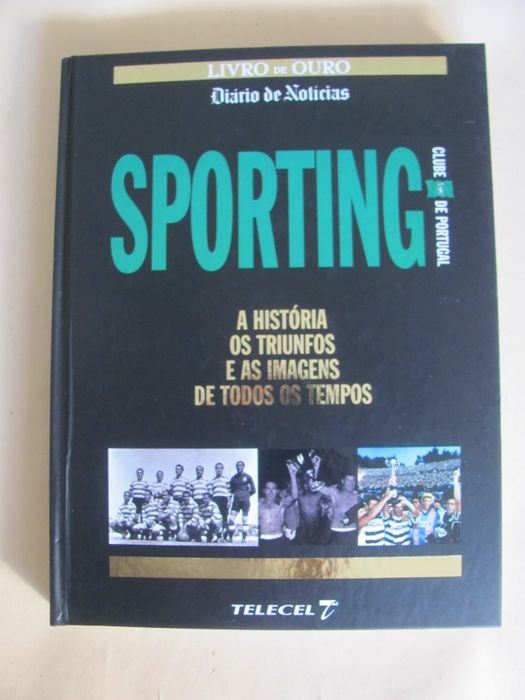 LIVRO DE OURO
Diário de Notícias
SPORTING
CLUBE DE PORTUGAL
A HISTÓRIA
OS TRIUNFOS
E AS IMAGENS
DE TODOS OS TEMPOS
TELECEL